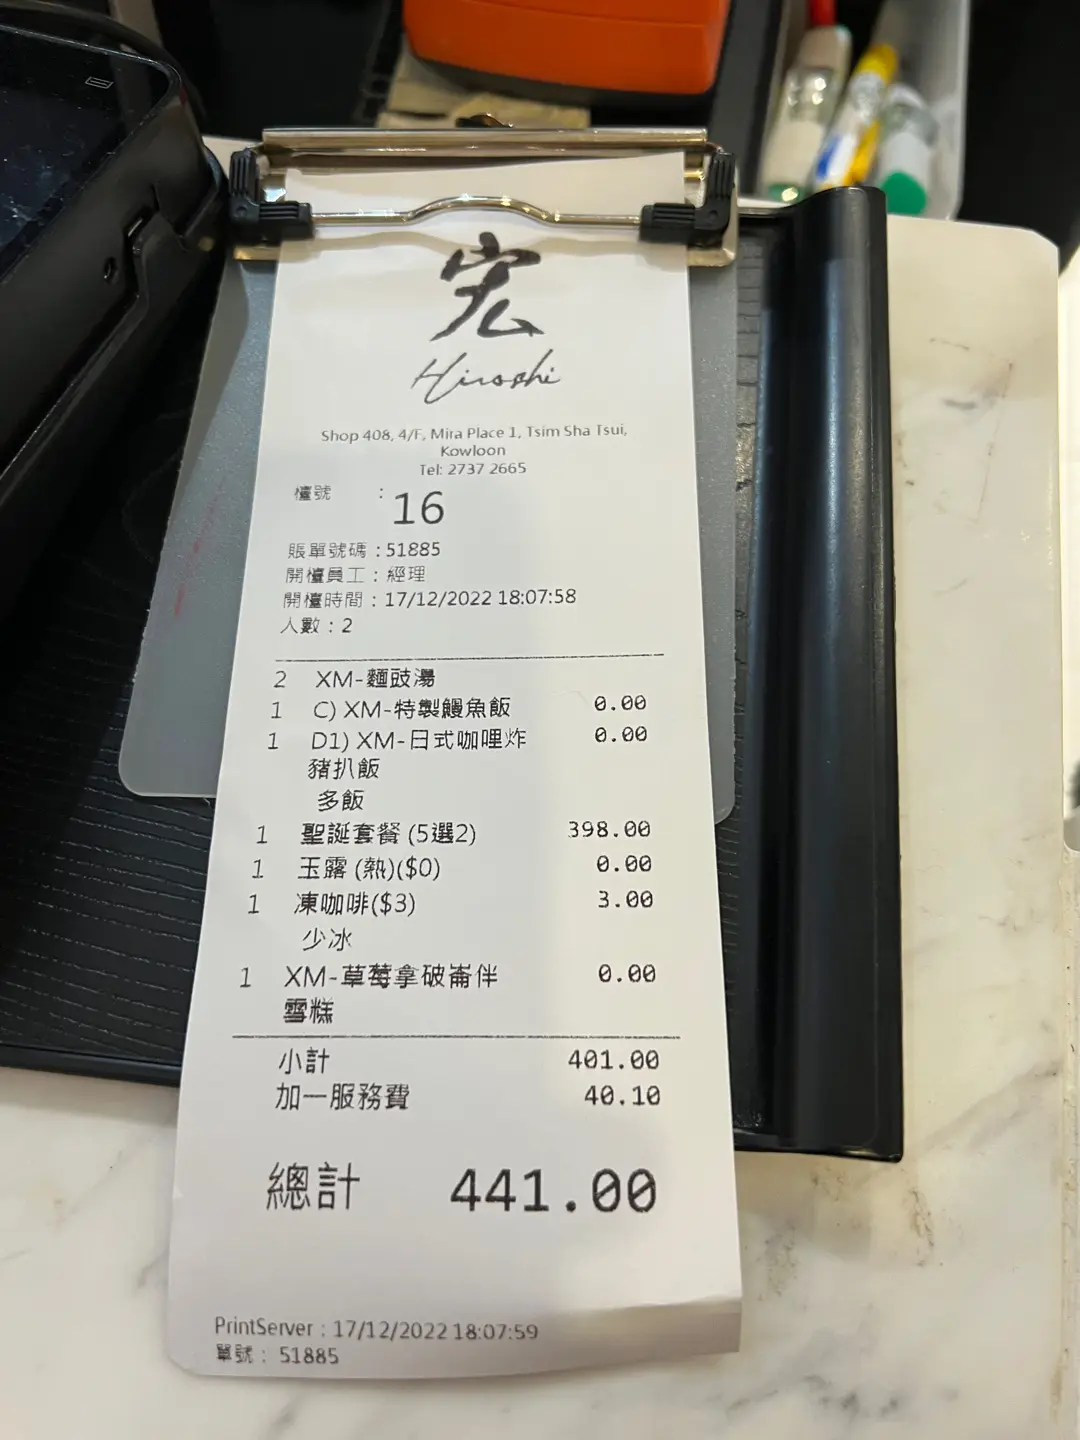 宏
Hiroshi
Shop 408, 4/F, Mira Place 1, Tsim Sha Tsui,
Kowloon
Tel: 2737 2665
檯號 : 16
賬單號碼 : 51885
開檯員工 : 經理
開檯時間 : 17/12/2022 18:07:58
人數 : 2
2 XM-麵豉湯
1 C) XM-特製饅魚飯 0.00
1 D1) XM-日式咖哩炸 0.00
豬扒飯
多飯
1 聖誕套餐 (5選2) 398.00
1 玉露 (熱)($0) 0.00
1 凍咖啡($3) 3.00
少冰
1 XM-草莓拿破崙伴 0.00
雪糕
小計 401.00
加一服務費 40.10
總計 441.00
PrintServer : 17/12/2022 18:07:59
單號 : 51885